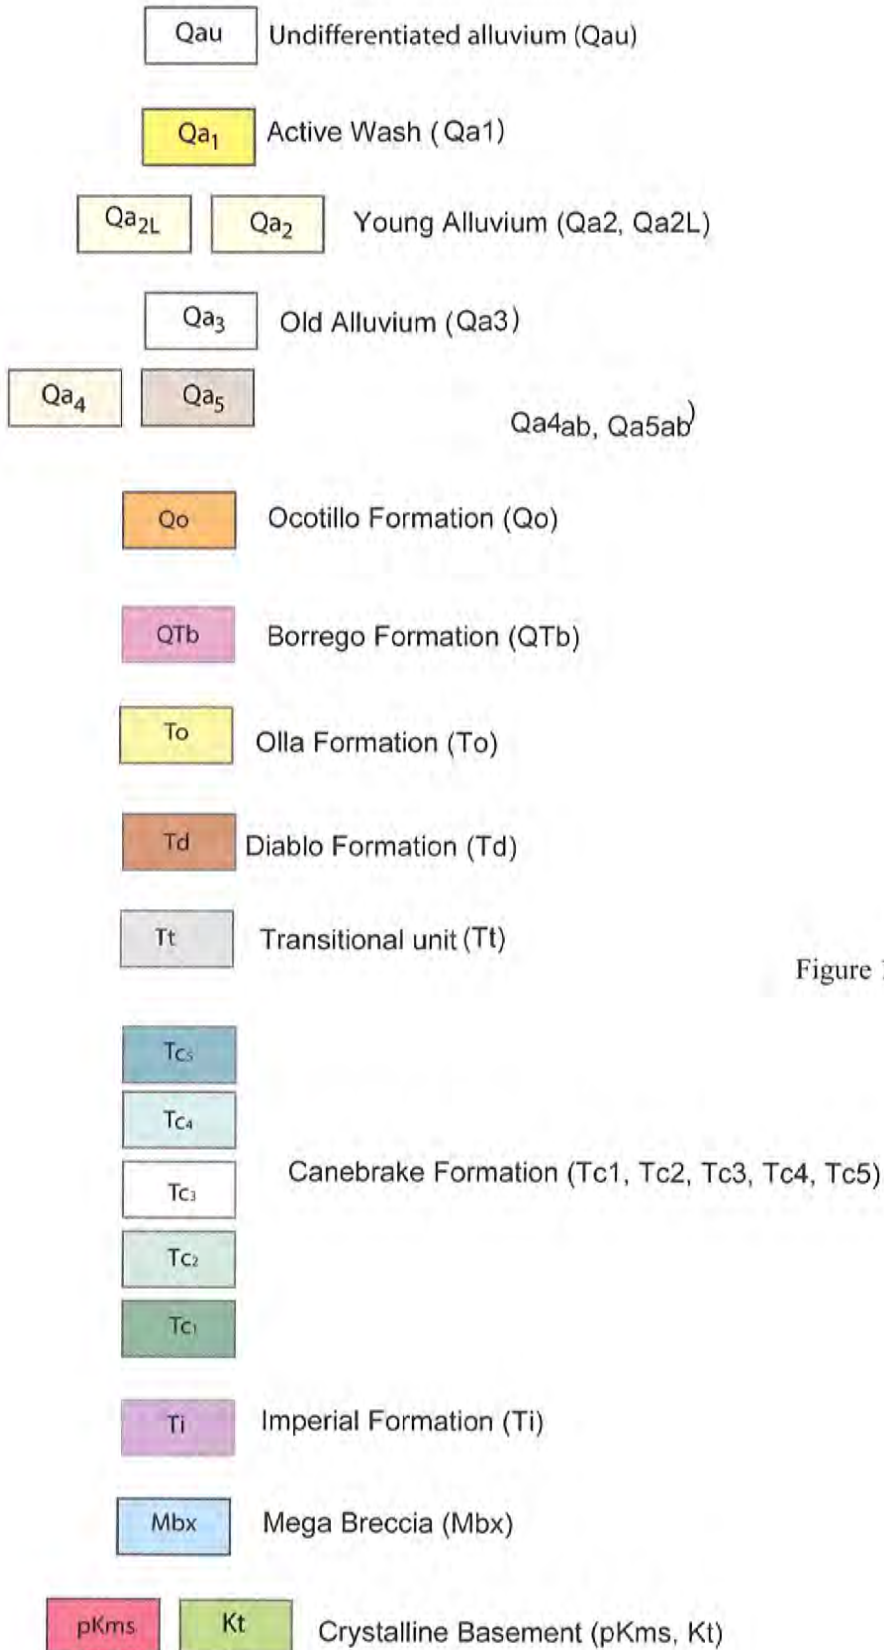 Qau Undifferentiated alluvium (Qau)
Qa1 Active Wash (Qa1)
Qa2L Qa2 Young Alluvium (Qa2, Qa2L)
Qa3 Old Alluvium (Qa3)
Qa4 Qa5 Qa4ab, Qa5ab)
Qo Ocotillo Formation (Qo)
QTb Borrego Formation (QTb)
To Olla Formation (To)
Td Diablo Formation (Td)
Tt Transitional unit (Tt)
Figure
Tc5
Tc4
Canebrake Formation (Tc1, Tc2, Tc3, Tc4, Tc5)
Tc3
Tc2
Tc1
Ti Imperial Formation (Ti)
Mbx Mega Breccia (Mbx)
pKms Kt Crystalline Basement (pKms, Kt)